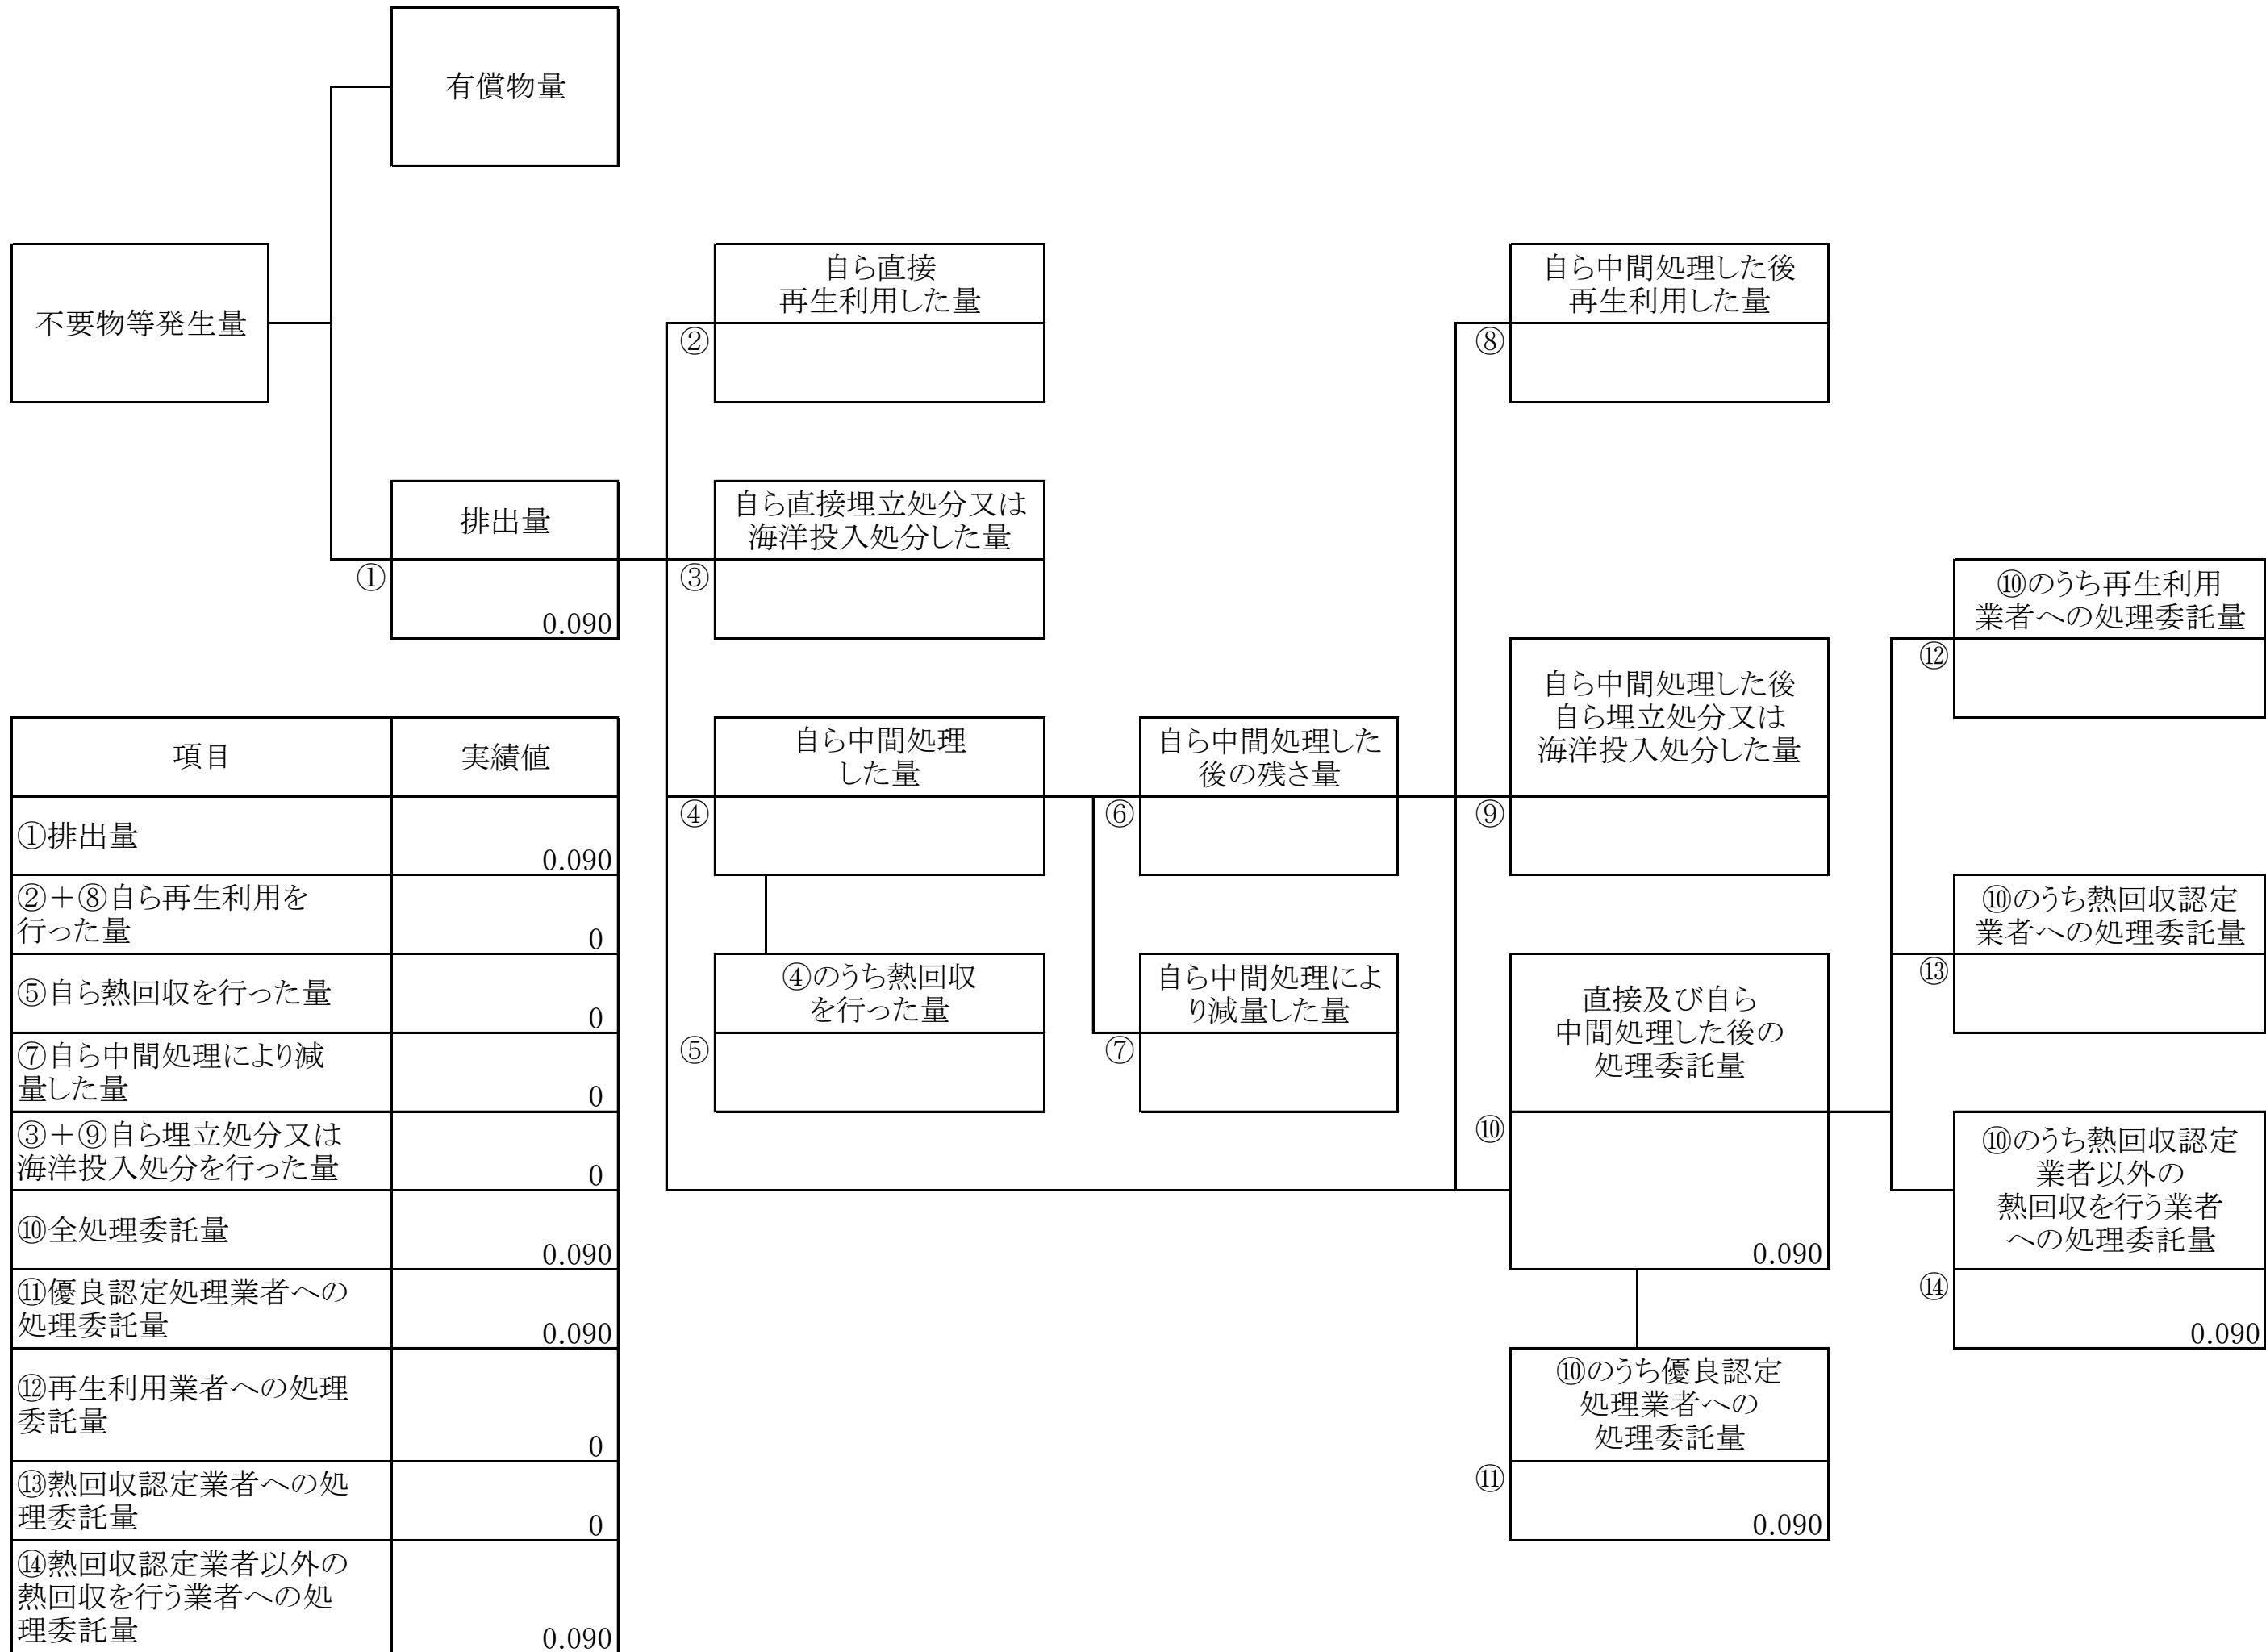 有償物量
不要物等発生量
自ら直接
再生利用した量
②
自ら中間処理した後
再生利用した量
⑧
排出量
①
0.090
自ら直接埋立処分又は
海洋投入処分した量
③
⑩のうち再生利用
業者への処理委託量
⑫
自ら中間処理
した量
④
自ら中間処理した
後の残さ量
⑥
自ら中間処理した後
自ら埋立処分又は
海洋投入処分した量
⑨
⑩のうち熱回収認定
業者への処理委託量
⑬
④のうち熱回収
を行った量
⑤
自ら中間処理によ
り減量した量
⑦
直接及び自ら
中間処理した後の
処理委託量
⑩
0.090
⑩のうち熱回収認定
業者以外の
熱回収を行う業者
への処理委託量
⑭
0.090
⑩のうち優良認定
処理業者への
処理委託量
⑪
0.090
項目 実績値
①排出量
0.090
②+⑧自ら再生利用を
行った量
0
⑤自ら熱回収を行った量
0
⑦自ら中間処理により減
量した量
0
③+⑨自ら埋立処分又は
海洋投入処分を行った量
0
⑩全処理委託量
0.090
⑪優良認定処理業者への
処理委託量
0.090
⑫再生利用業者への処理
委託量
0
⑬熱回収認定業者への処
理委託量
0
⑭熱回収認定業者以外の
熱回収を行う業者への処
理委託量
0.090